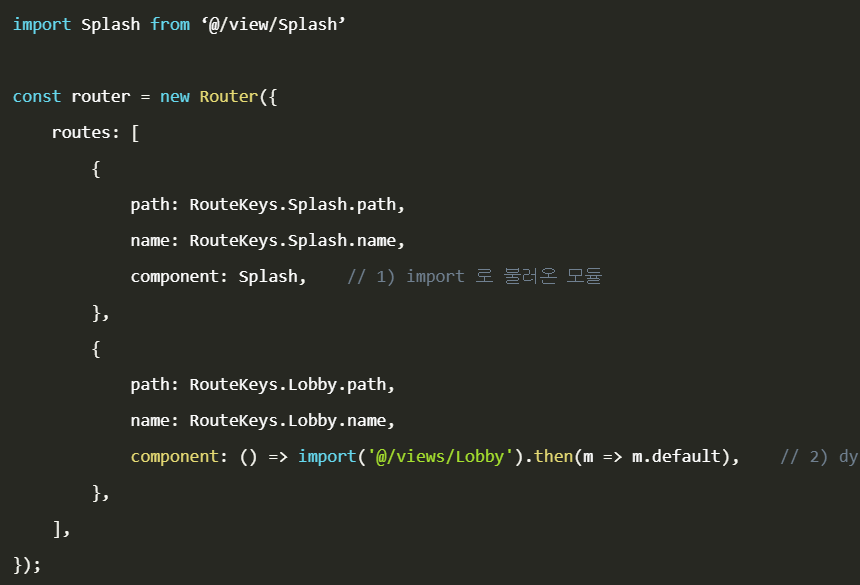 import Splash from ‘@/view/Splash’
const router = new Router({
routes: [
{
path: RouteKeys.Splash.path,
name: RouteKeys.Splash.name,
component: Splash, // 1) import 로 불러온 모듈
},
{
path: RouteKeys.Lobby.path,
name: RouteKeys.Lobby.name,
component: () => import('@/views/Lobby').then(m => m.default), // 2) dy
},
],
});